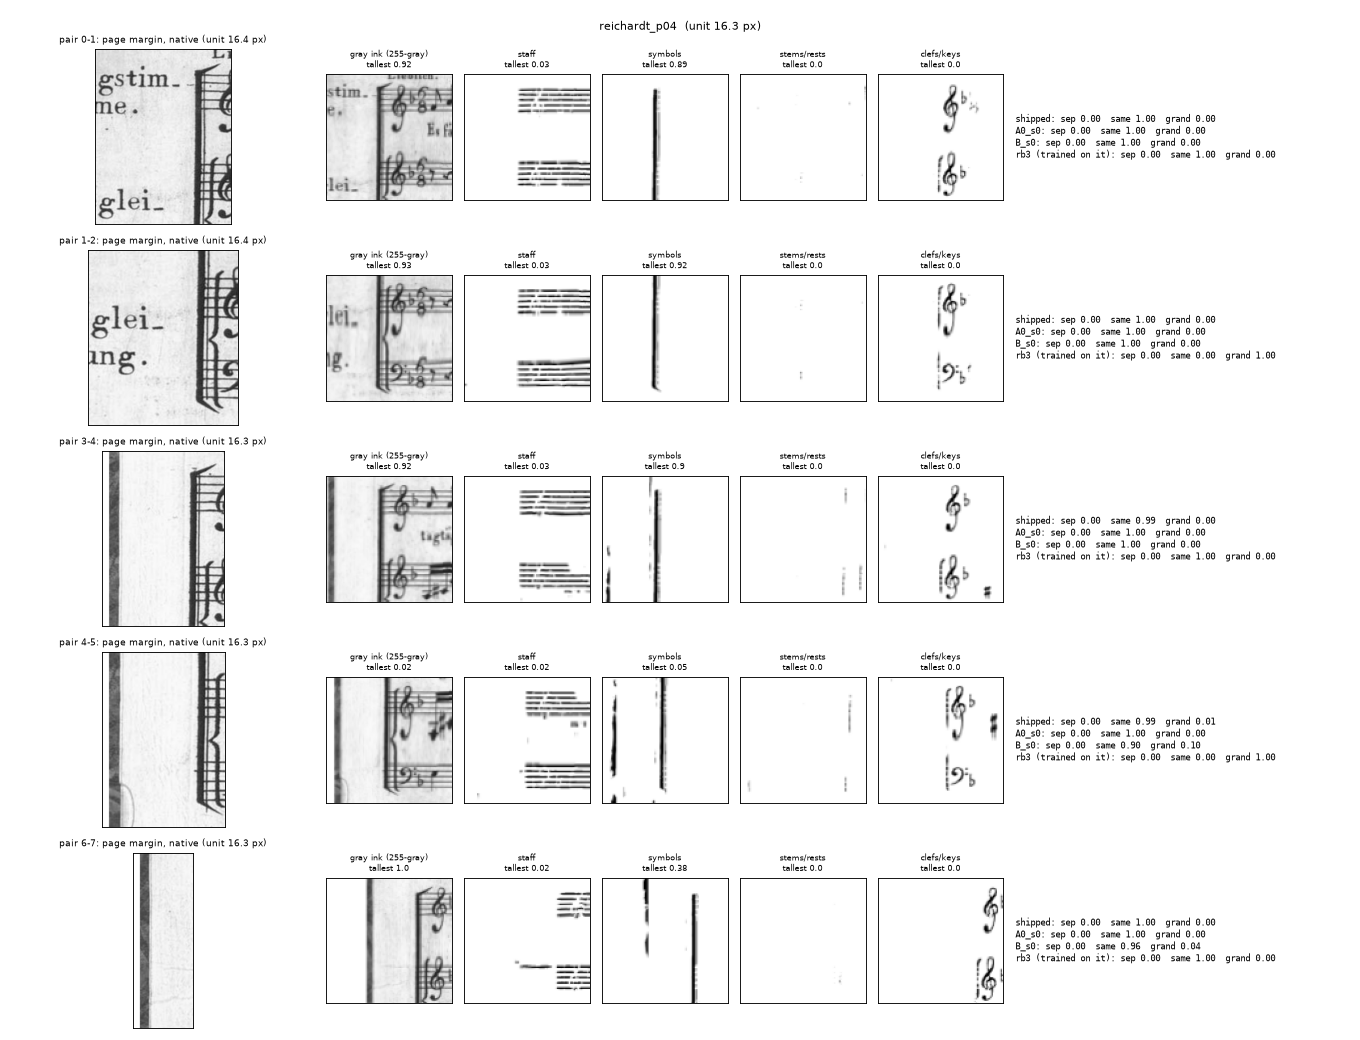 reichardt_p04 (unit 16.3 px)
pair 0-1: page margin, native (unit 16.4 px)
gstim_
me.
glei_
gray ink (255-gray)
tallest 0.92
stim_
e.
lei_
Lieblich.
Es fä
staff
tallest 0.03
symbols
tallest 0.89
stems/rests
tallest 0.0
clefs/keys
tallest 0.0
shipped: sep 0.00 same 1.00 grand 0.00
A0_s0: sep 0.00 same 1.00 grand 0.00
B_s0: sep 0.00 same 1.00 grand 0.00
rb3 (trained on it): sep 0.00 same 1.00 grand 0.00
pair 1-2: page margin, native (unit 16.4 px)
glei_
ung.
gray ink (255-gray)
tallest 0.93
lei_
ng.
staff
tallest 0.03
symbols
tallest 0.92
stems/rests
tallest 0.0
clefs/keys
tallest 0.0
shipped: sep 0.00 same 1.00 grand 0.00
A0_s0: sep 0.00 same 1.00 grand 0.00
B_s0: sep 0.00 same 1.00 grand 0.00
rb3 (trained on it): sep 0.00 same 0.00 grand 1.00
pair 3-4: page margin, native (unit 16.3 px)
gray ink (255-gray)
tallest 0.92
tagta
staff
tallest 0.03
symbols
tallest 0.9
stems/rests
tallest 0.0
clefs/keys
tallest 0.0
shipped: sep 0.00 same 0.99 grand 0.00
A0_s0: sep 0.00 same 1.00 grand 0.00
B_s0: sep 0.00 same 1.00 grand 0.00
rb3 (trained on it): sep 0.00 same 1.00 grand 0.00
pair 4-5: page margin, native (unit 16.3 px)
gray ink (255-gray)
tallest 0.02
staff
tallest 0.02
symbols
tallest 0.05
stems/rests
tallest 0.0
clefs/keys
tallest 0.0
shipped: sep 0.00 same 0.99 grand 0.01
A0_s0: sep 0.00 same 1.00 grand 0.00
B_s0: sep 0.00 same 0.90 grand 0.10
rb3 (trained on it): sep 0.00 same 0.00 grand 1.00
pair 6-7: page margin, native (unit 16.3 px)
gray ink (255-gray)
tallest 1.0
staff
tallest 0.02
symbols
tallest 0.38
stems/rests
tallest 0.0
clefs/keys
tallest 0.0
shipped: sep 0.00 same 1.00 grand 0.00
A0_s0: sep 0.00 same 1.00 grand 0.00
B_s0: sep 0.00 same 0.96 grand 0.04
rb3 (trained on it): sep 0.00 same 1.00 grand 0.00